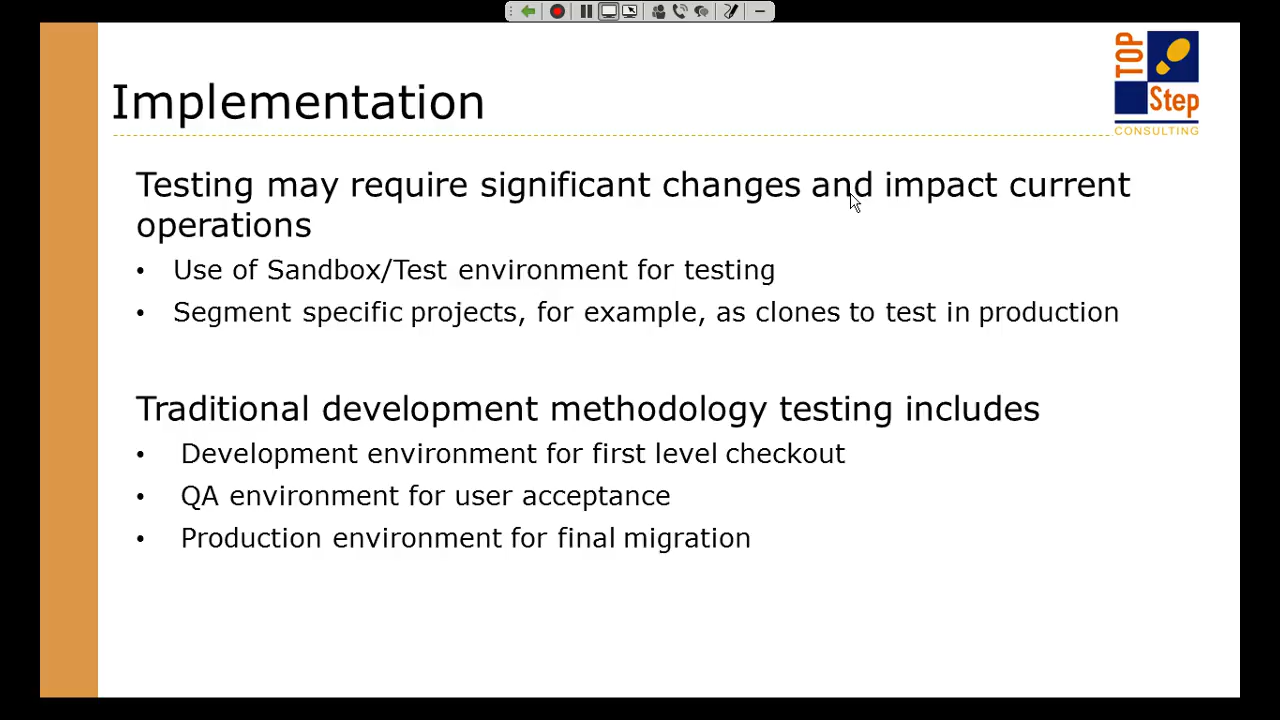 Implementation
TOP
Step
CONSULTING
Testing may require significant changes and impact current
operations
• Use of Sandbox/Test environment for testing
• Segment specific projects, for example, as clones to test in production
Traditional development methodology testing includes
• Development environment for first level checkout
• QA environment for user acceptance
• Production environment for final migration